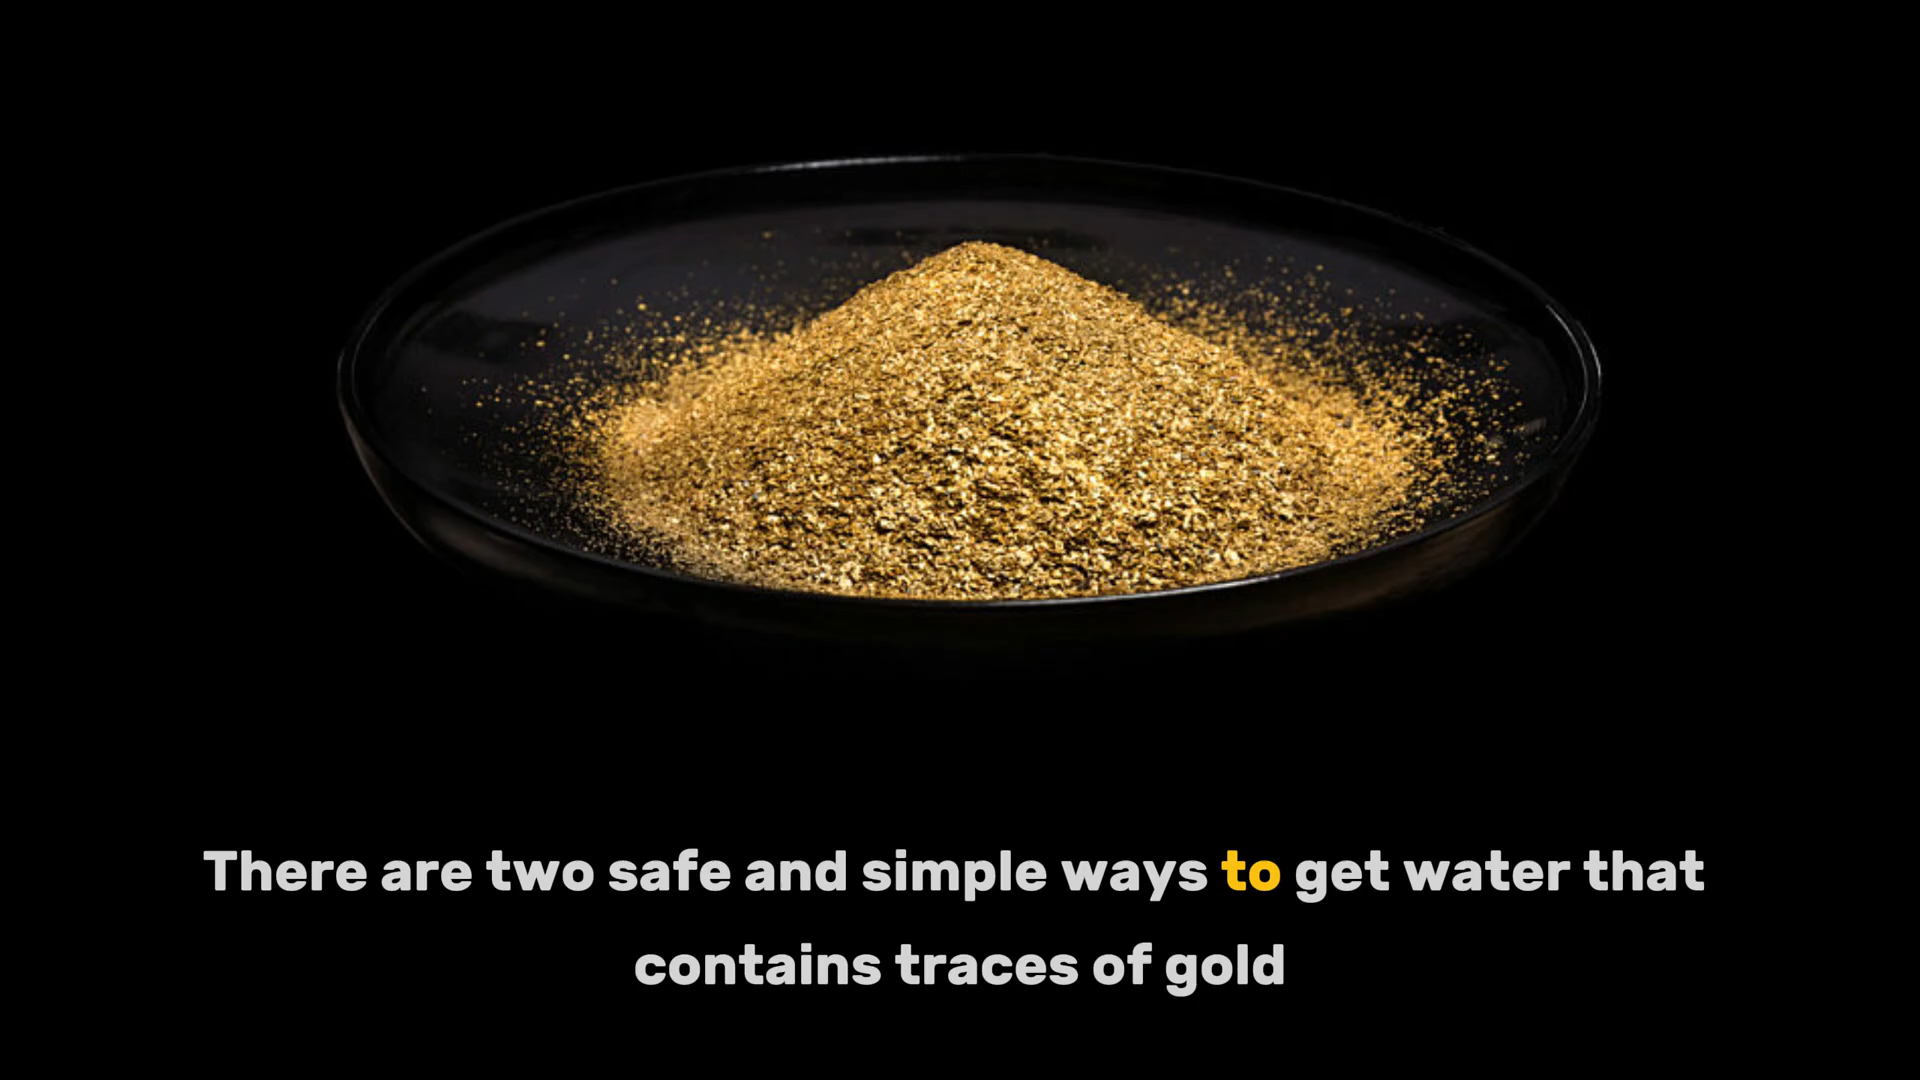 There are two safe and simple ways to get water that
contains traces of gold